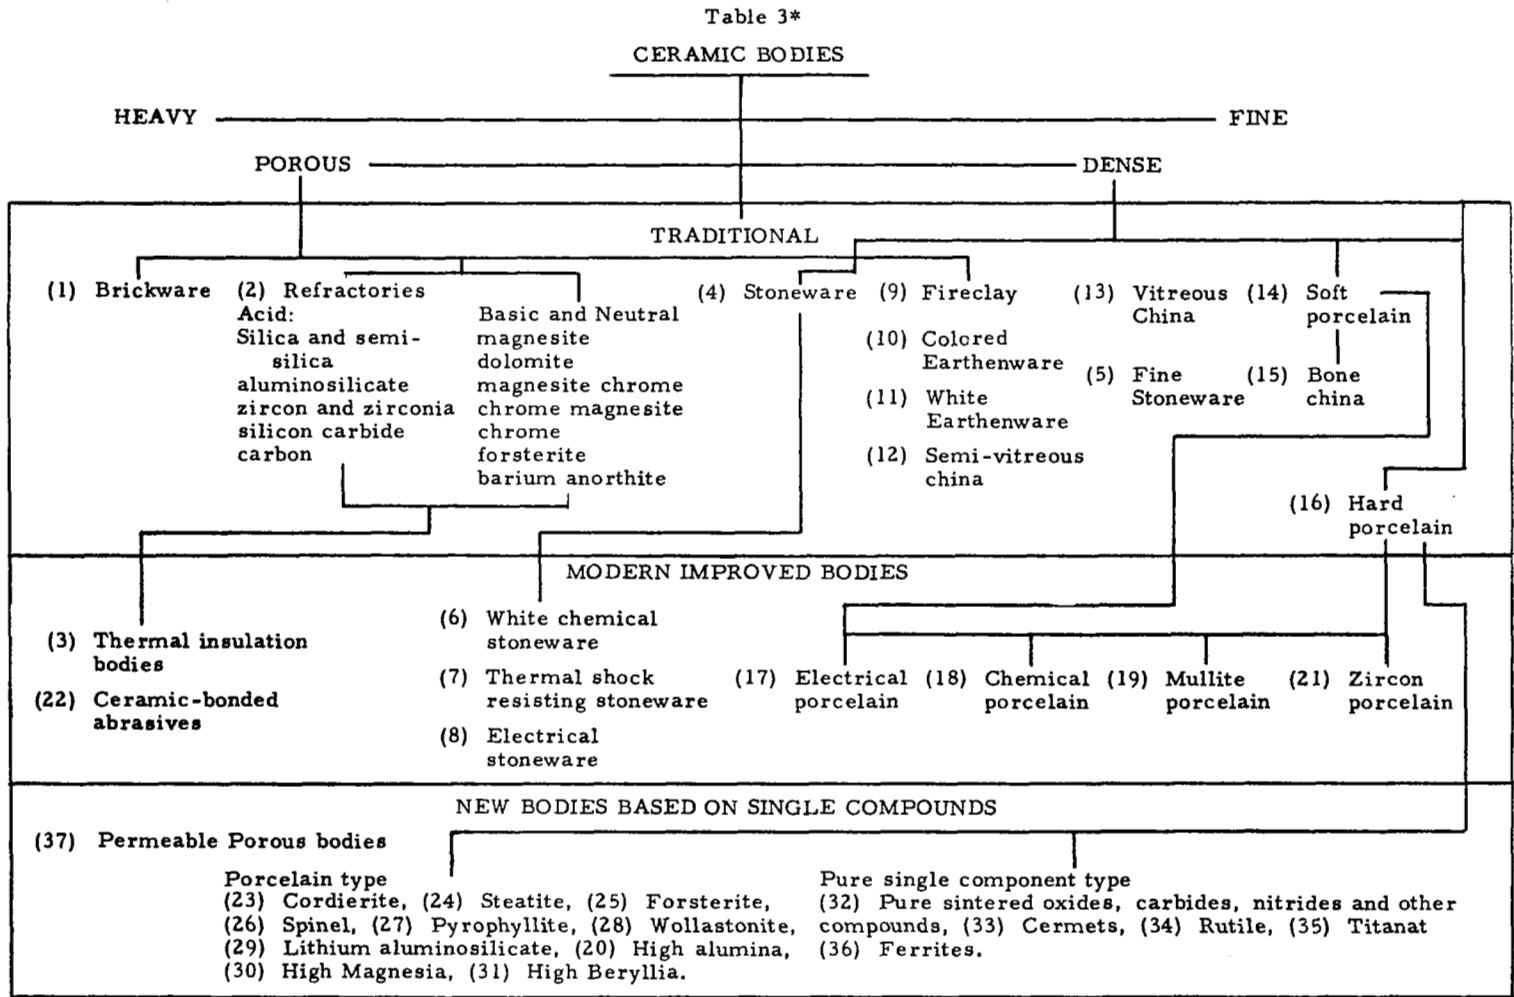 Table 3*
CERAMIC BODIES
HEAVY FINE
POROUS DENSE
TRADITIONAL
(1) Brickware
(2) Refractories
Acid:
Silica and semi-
silica
aluminosilicate
zircon and zirconia
silicon carbide
carbon
Basic and Neutral
magnesite
dolomite
magnesite chrome
chrome magnesite
chrome
forsterite
barium anorthite
(4) Stoneware
(9) Fireclay
(10) Colored
Earthenware
(11) White
Earthenware
(12) Semi-vitreous
china
(13) Vitreous
China
(5) Fine
Stoneware
(14) Soft
porcelain
(15) Bone
china
(16) Hard
porcelain
MODERN IMPROVED BODIES
(3) Thermal insulation
bodies
(22) Ceramic-bonded
abrasives
(6) White chemical
stoneware
(7) Thermal shock
resisting stoneware
(8) Electrical
stoneware
(17) Electrical
porcelain
(18) Chemical
porcelain
(19) Mullite
porcelain
(21) Zircon
porcelain
NEW BODIES BASED ON SINGLE COMPOUNDS
(37) Permeable Porous bodies
Porcelain type
(23) Cordierite, (24) Steatite, (25) Forsterite,
(26) Spinel, (27) Pyrophyllite, (28) Wollastonite,
(29) Lithium aluminosilicate, (20) High alumina,
(30) High Magnesia, (31) High Beryllia.
Pure single component type
(32) Pure sintered oxides, carbides, nitrides and other
compounds, (33) Cermets, (34) Rutile, (35) Titanat
(36) Ferrites.